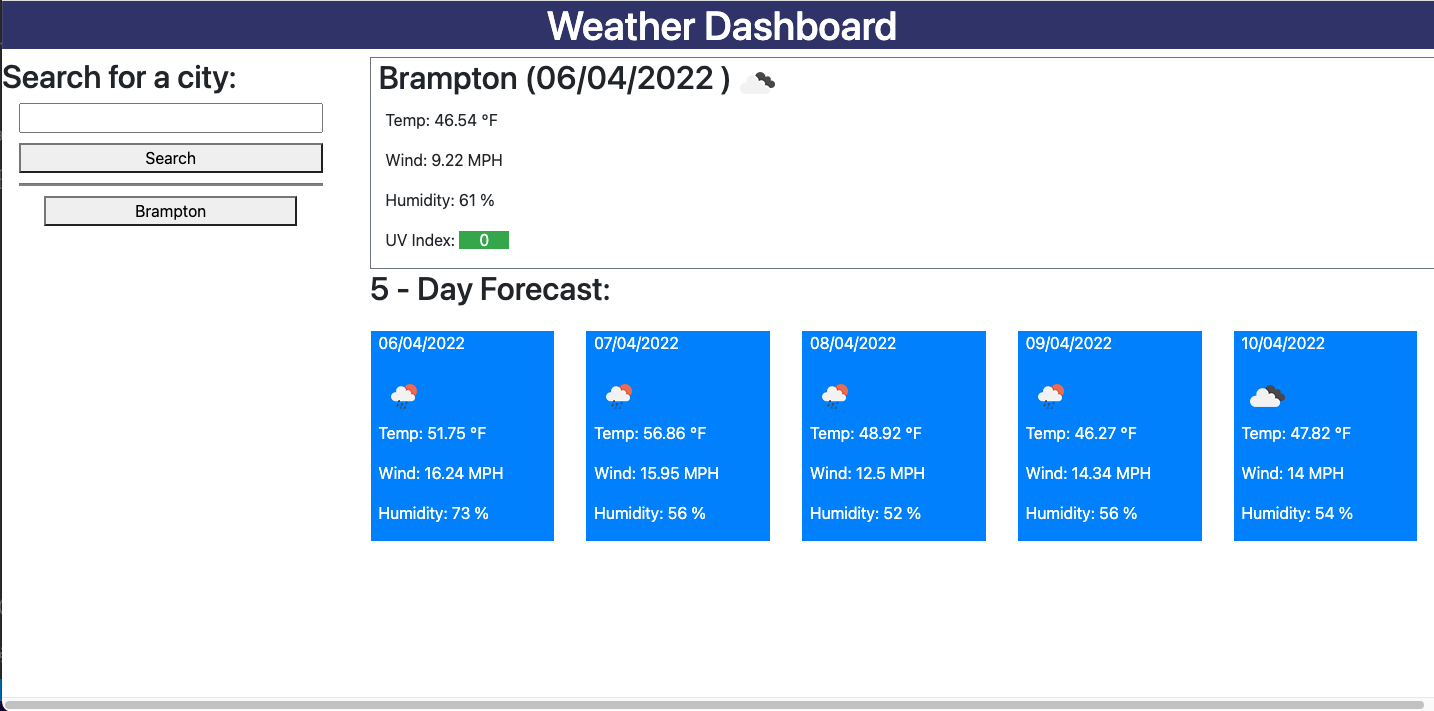 Weather Dashboard
Search for a city:
Search
Brampton
Brampton (06/04/2022 )
Temp: 46.54 °F
Wind: 9.22 MPH
Humidity: 61 %
UV Index: 0
5 - Day Forecast:
06/04/2022
Temp: 51.75 °F
Wind: 16.24 MPH
Humidity: 73 %
07/04/2022
Temp: 56.86 °F
Wind: 15.95 MPH
Humidity: 56 %
08/04/2022
Temp: 48.92 °F
Wind: 12.5 MPH
Humidity: 52 %
09/04/2022
Temp: 46.27 °F
Wind: 14.34 MPH
Humidity: 56 %
10/04/2022
Temp: 47.82 °F
Wind: 14 MPH
Humidity: 54 %